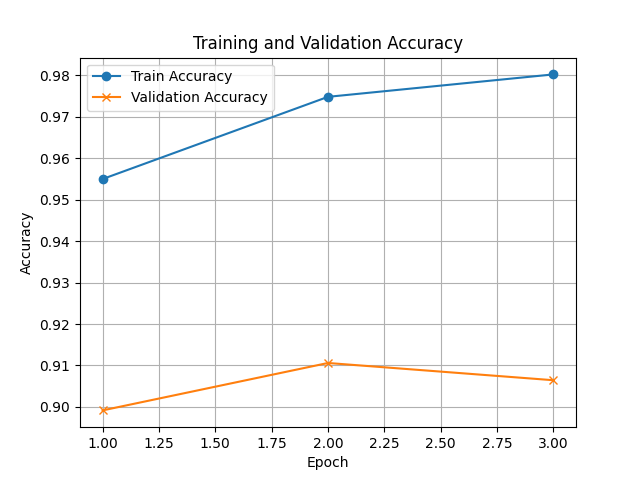 Training and Validation Accuracy
Train Accuracy
Validation Accuracy
0.98
0.97
0.96
0.95
0.94
0.93
0.92
0.91
0.90
Accuracy
1.00 1.25 1.50 1.75 2.00 2.25 2.50 2.75 3.00
Epoch